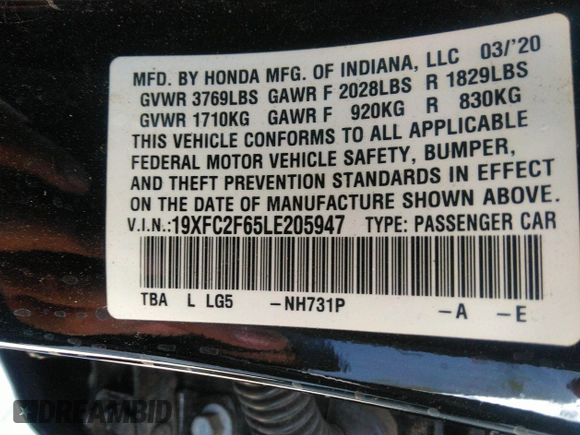 MFD. BY HONDA MFG. OF INDIANA, LLC 03/'20
GVWR 3769LBS GAWR F 2028LBS R 1829LBS
GVWR 1710KG GAWR F 920KG R 830KG
THIS VEHICLE CONFORMS TO ALL APPLICABLE
FEDERAL MOTOR VEHICLE SAFETY, BUMPER,
AND THEFT PREVENTION STANDARDS IN EFFECT
ON THE DATE OF MANUFACTURE SHOWN ABOVE.
V.I.N.:19XFC2F65LE205947 TYPE: PASSENGER CAR
TBA L LG5 -NH731P -A -E
DREAMBID